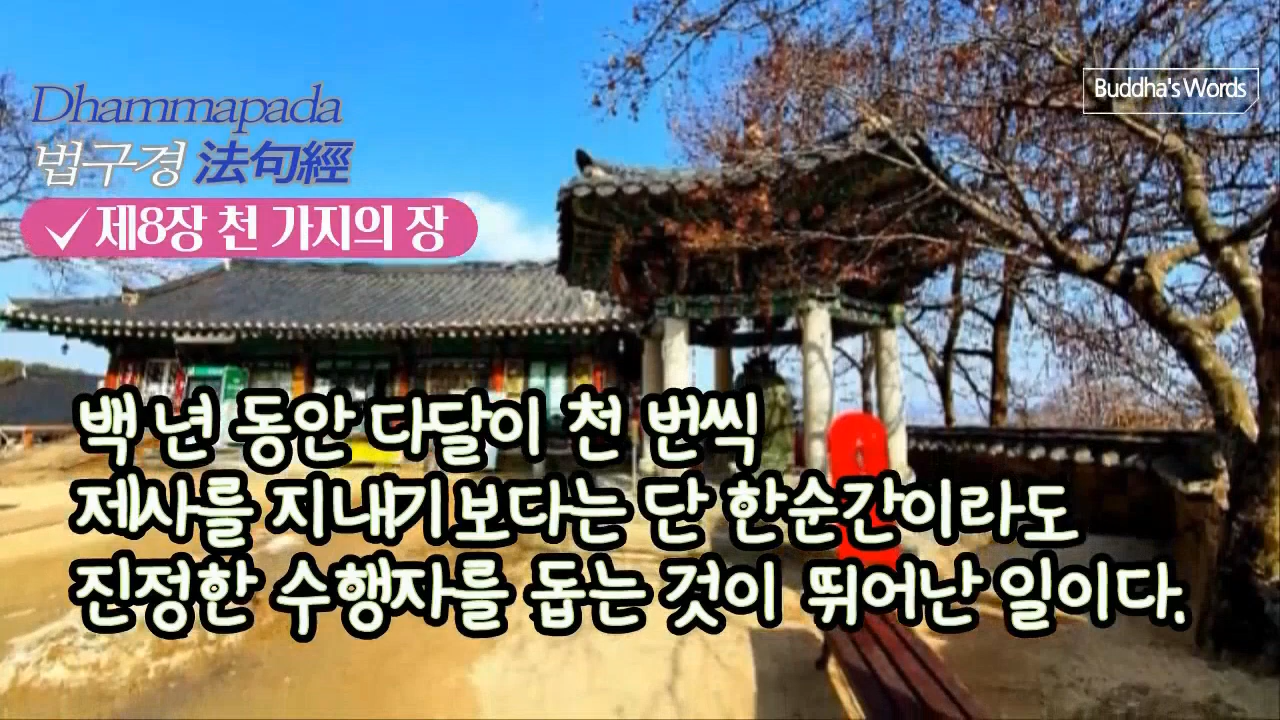 Dhammapada
법구경 法句經
제8장 천 가지의 장
Buddha's Words
백 년 동안 다달이 천 번씩
제사를 지내기보다는 단 한순간이라도
진정한 수행자를 돕는 것이 뛰어난 일이다.